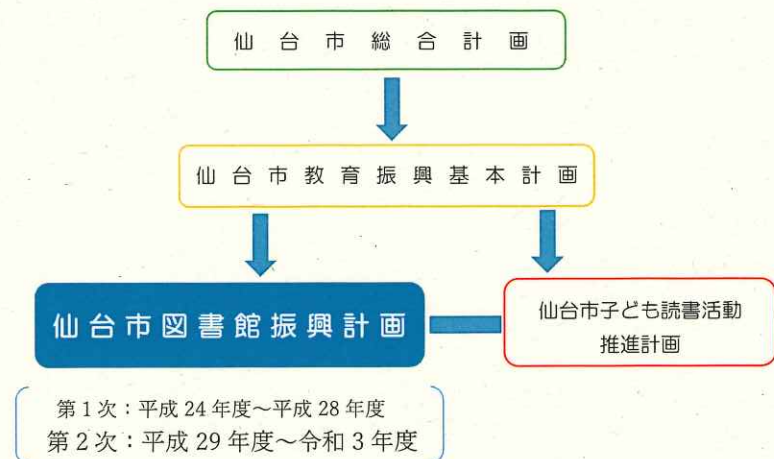 仙台市総合計画
仙台市教育振興基本計画
仙台市図書館振興計画
仙台市子ども読書活動
推進計画
第1次：平成24年度～平成28年度
第2次：平成29年度～令和3年度